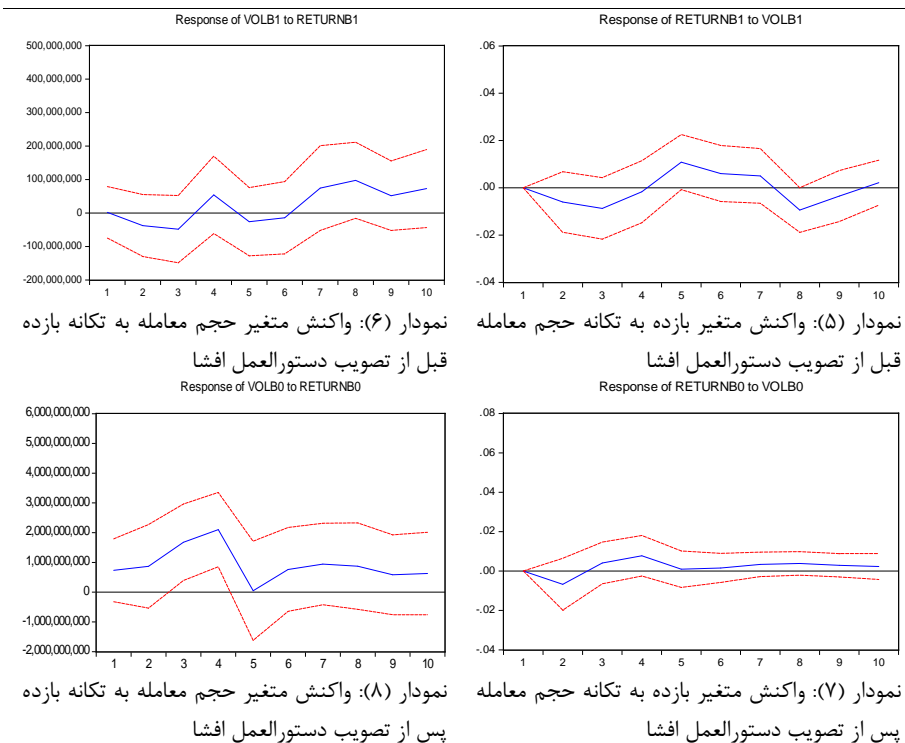 Response of VOLB1 to RETURNB1
500,000,000
400,000,000
300,000,000
200,000,000
100,000,000
0
-100,000,000
-200,000,000
1 2 3 4 5 6 7 8 9 10
Response of RETURNB1 to VOLB1
.06
.04
.02
.00
-.02
-.04
1 2 3 4 5 6 7 8 9 10
نمودار (۵): واکنش متغیر بازده به تکانه حجم معامله
قبل از تصویب دستورالعمل افشا
نمودار (۶): واکنش متغیر حجم معامله به تکانه بازده
قبل از تصویب دستورالعمل افشا
Response of VOLB0 to RETURNB0
6,000,000,000
5,000,000,000
4,000,000,000
3,000,000,000
2,000,000,000
1,000,000,000
0
-1,000,000,000
-2,000,000,000
1 2 3 4 5 6 7 8 9 10
Response of RETURNB0 to VOLB0
.08
.06
.04
.02
.00
-.02
-.04
1 2 3 4 5 6 7 8 9 10
نمودار (۷): واکنش متغیر بازده به تکانه حجم معامله
پس از تصویب دستورالعمل افشا
نمودار (۸): واکنش متغیر حجم معامله به تکانه بازده
پس از تصویب دستورالعمل افشا